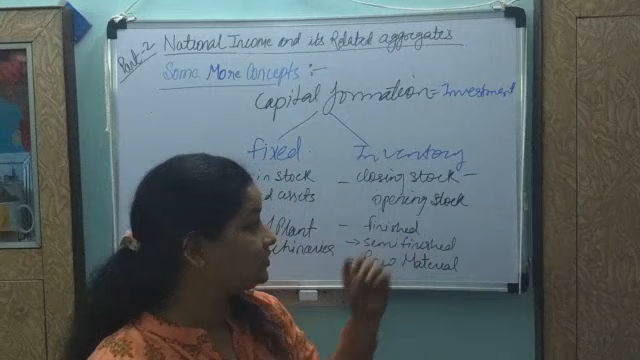 Part-2
National Income and its Related aggregates
Some More Concepts :-
Capital formation = Investment
fixed.
Inventory
in stock
- closing stock -
assets
opening stock
Plant
- finished
→ semi finished
Material